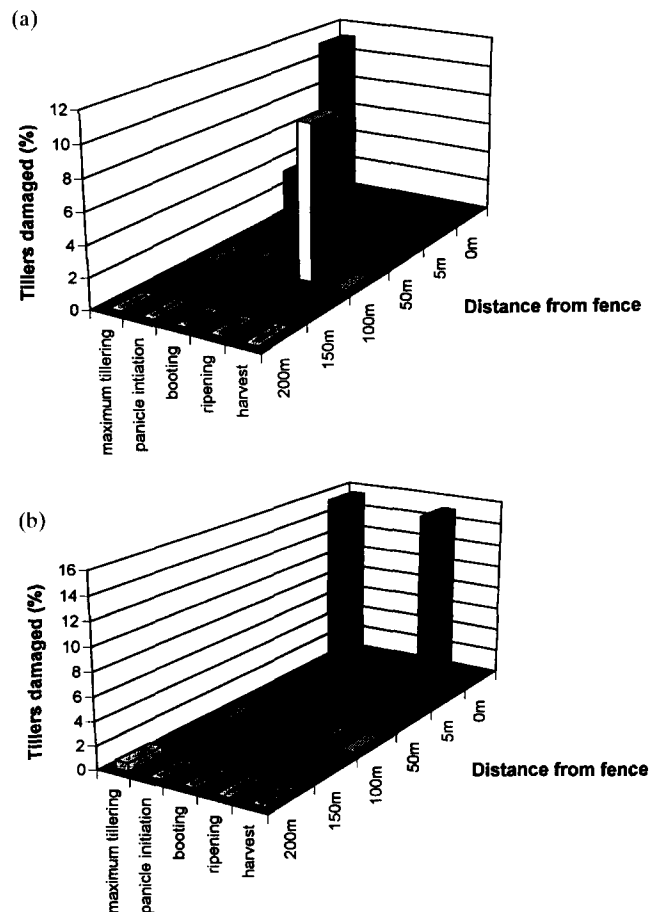 (a)
Tillers damaged (%)
12
10
8
6
4
2
0
maximum tillering
panicle intiation
booting
ripening
harvest
200m
150m
100m
50m
5m
0m
Distance from fence
(b)
Tillers damaged (%)
16
14
12
10
8
6
4
2
0
maximum tillering
panicle initiation
booting
ripening
harvest
200m
150m
100m
50m
5m
0m
Distance from fence